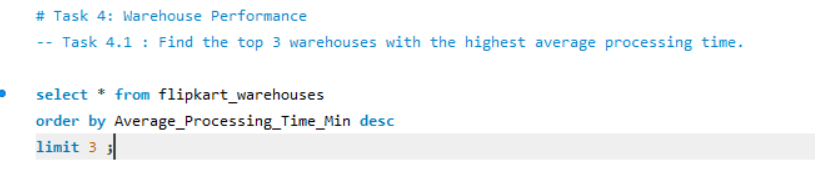 # Task 4: Warehouse Performance
-- Task 4.1 : Find the top 3 warehouses with the highest average processing time.
select * from flipkart_warehouses
order by Average_Processing_Time_Min desc
limit 3 ;